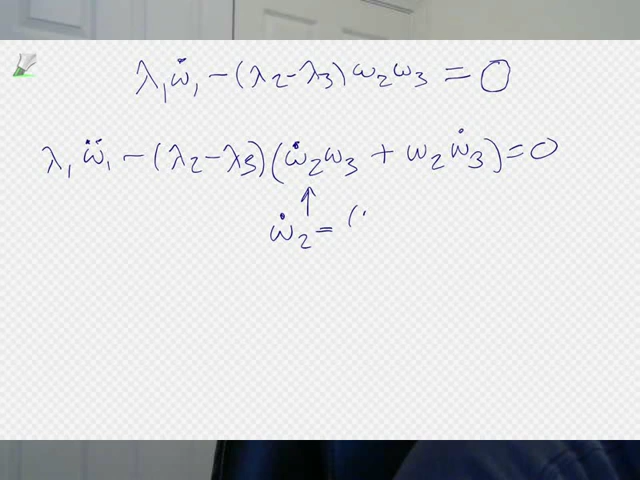 λ₁ω̇₁ − (λ₂ − λ₃)ω₂ω₃ = 0
λ₁ω̈₁ − (λ₂ − λ₃)(ω̇₂ω₃ + ω₂ω̇₃) = 0
↑
ω̇₂ = (